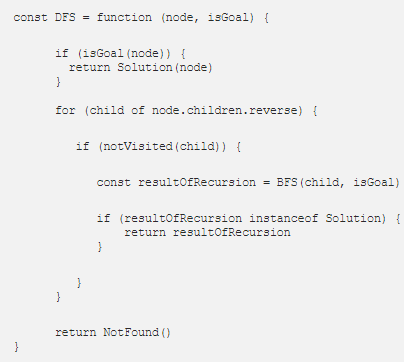 const DFS = function (node, isGoal) {
if (isGoal(node)) {
return Solution(node)
}
for (child of node.children.reverse) {
if (notVisited(child)) {
const resultOfRecursion = BFS(child, isGoal)
if (resultOfRecursion instanceof Solution) {
return resultOfRecursion
}
}
}
return NotFound()
}